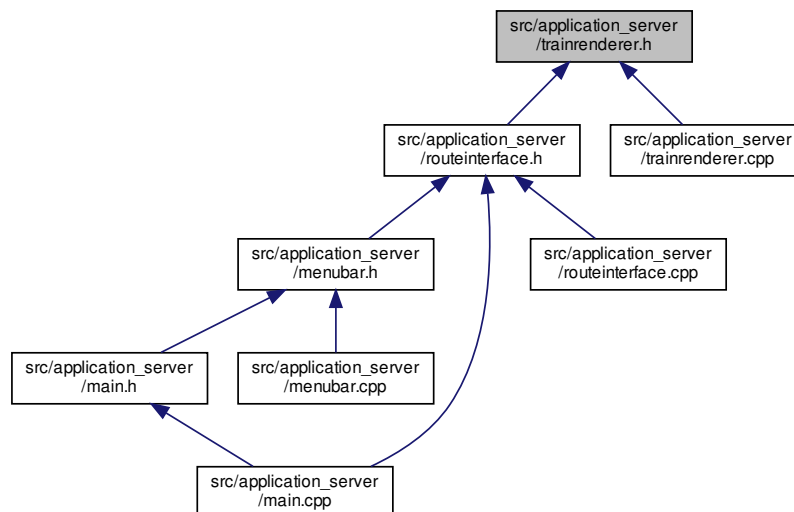 src/application_server
/trainrenderer.h
src/application_server
/routeinterface.h
src/application_server
/trainrenderer.cpp
src/application_server
/menubar.h
src/application_server
/routeinterface.cpp
src/application_server
/main.h
src/application_server
/menubar.cpp
src/application_server
/main.cpp